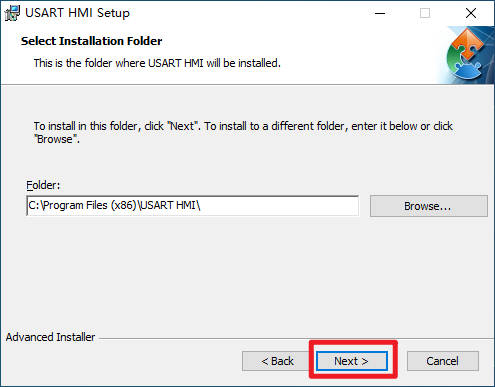 USART HMI Setup
Select Installation Folder
This is the folder where USART HMI will be installed.
To install in this folder, click "Next". To install to a different folder, enter it below or click
"Browse".
Folder:
C:\Program Files (x86)\USART HMI\
Browse...
Advanced Installer
< Back
Next >
Cancel